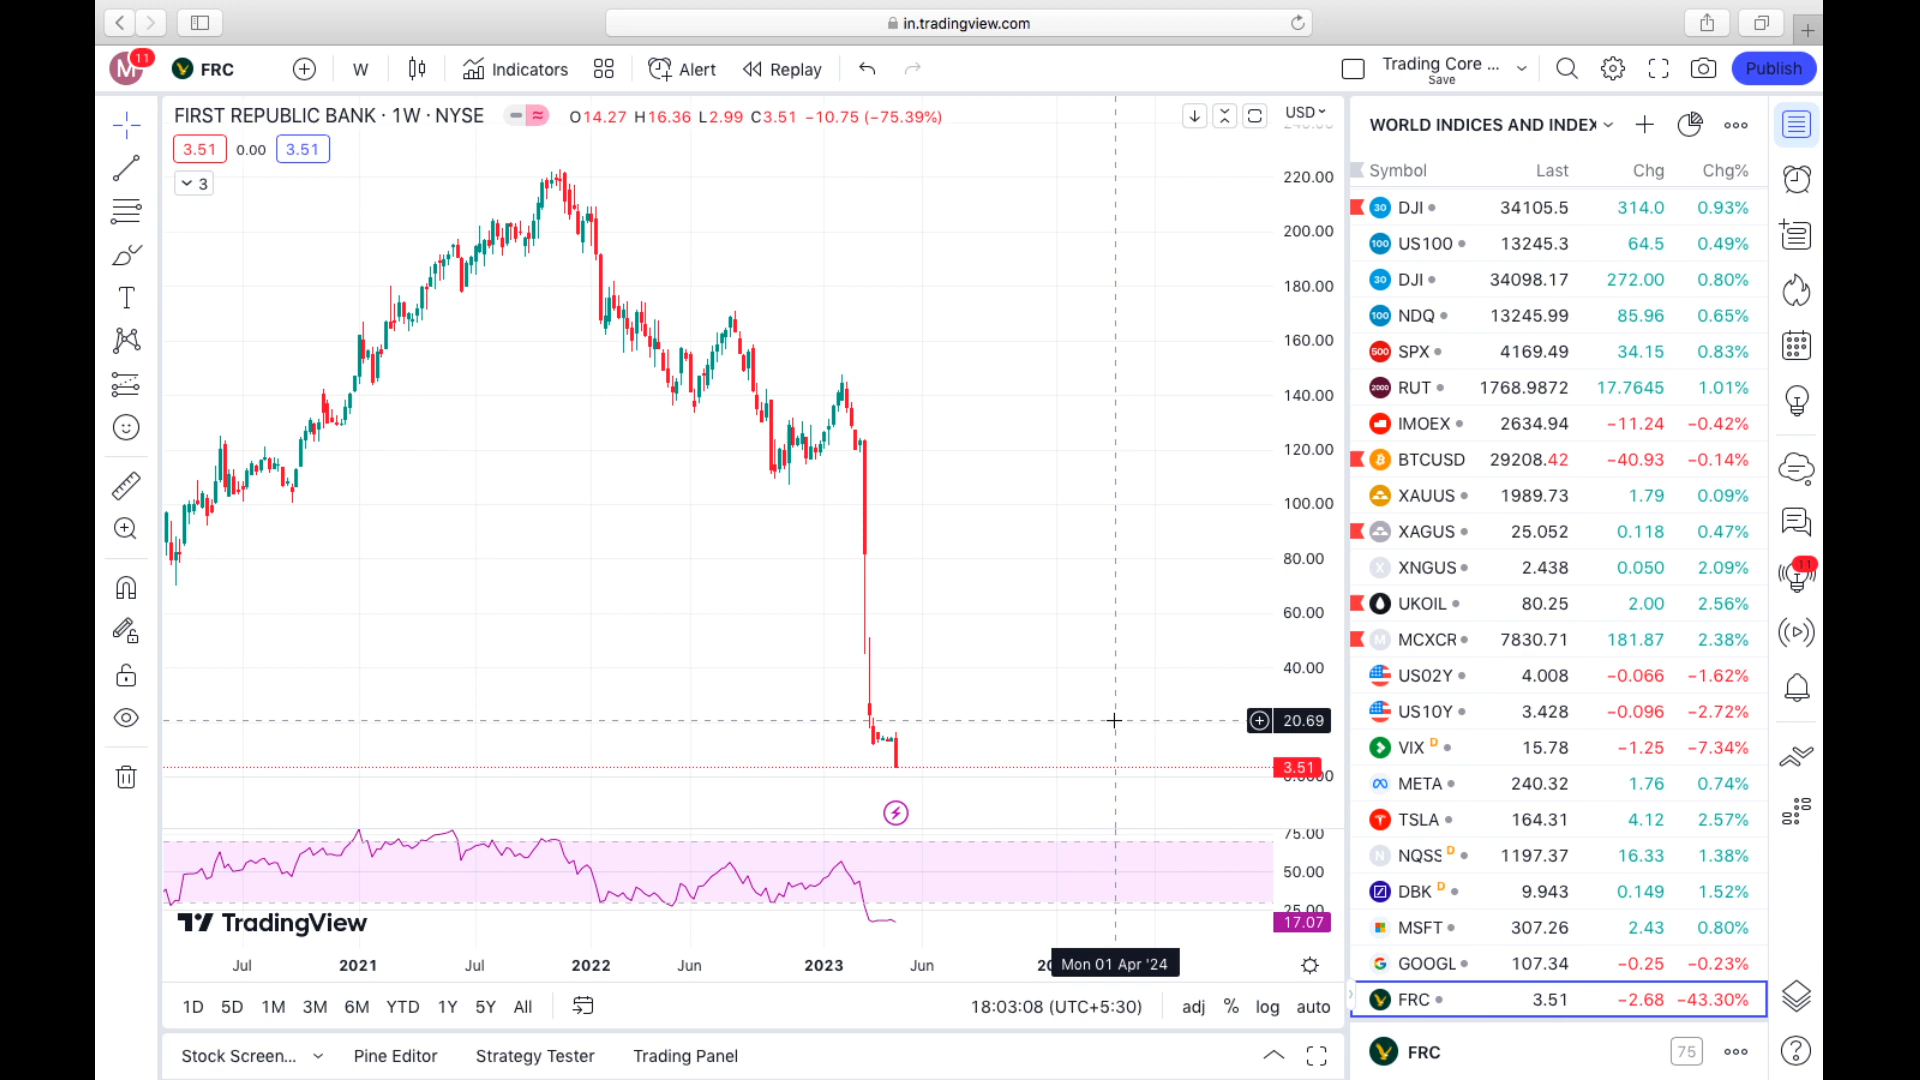 in.tradingview.com
M 11 FRC W Indicators Alert Replay Trading Core ... Save Publish
FIRST REPUBLIC BANK · 1W · NYSE O14.27 H16.36 L2.99 C3.51 −10.75 (−75.39%)
3.51 0.00 3.51
3
USD
220.00
200.00
180.00
160.00
140.00
120.00
100.00
80.00
60.00
40.00
20.69
3.51
75.00
50.00
25.00
17.07
TradingView
Jul 2021 Jul 2022 Jun 2023 Jun Mon 01 Apr '24
1D 5D 1M 3M 6M YTD 1Y 5Y All 18:03:08 (UTC+5:30) adj % log auto
Stock Screen... Pine Editor Strategy Tester Trading Panel
WORLD INDICES AND INDEX
Symbol Last Chg Chg%
30 DJI 34105.5 314.0 0.93%
100 US100 13245.3 64.5 0.49%
30 DJI 34098.17 272.00 0.80%
100 NDQ 13245.99 85.96 0.65%
500 SPX 4169.49 34.15 0.83%
2000 RUT 1768.9872 17.7645 1.01%
IMOEX 2634.94 −11.24 −0.42%
BTCUSD 29208.42 −40.93 −0.14%
XAUUS 1989.73 1.79 0.09%
XAGUS 25.052 0.118 0.47%
X XNGUS 2.438 0.050 2.09%
UKOIL 80.25 2.00 2.56%
M MCXCR 7830.71 181.87 2.38%
US02Y 4.008 −0.066 −1.62%
US10Y 3.428 −0.096 −2.72%
VIX D 15.78 −1.25 −7.34%
META 240.32 1.76 0.74%
TSLA 164.31 4.12 2.57%
N NQSS D 1197.37 16.33 1.38%
DBK D 9.943 0.149 1.52%
MSFT 307.26 2.43 0.80%
GOOGL 107.34 −0.25 −0.23%
FRC 3.51 −2.68 −43.30%
FRC 75
11